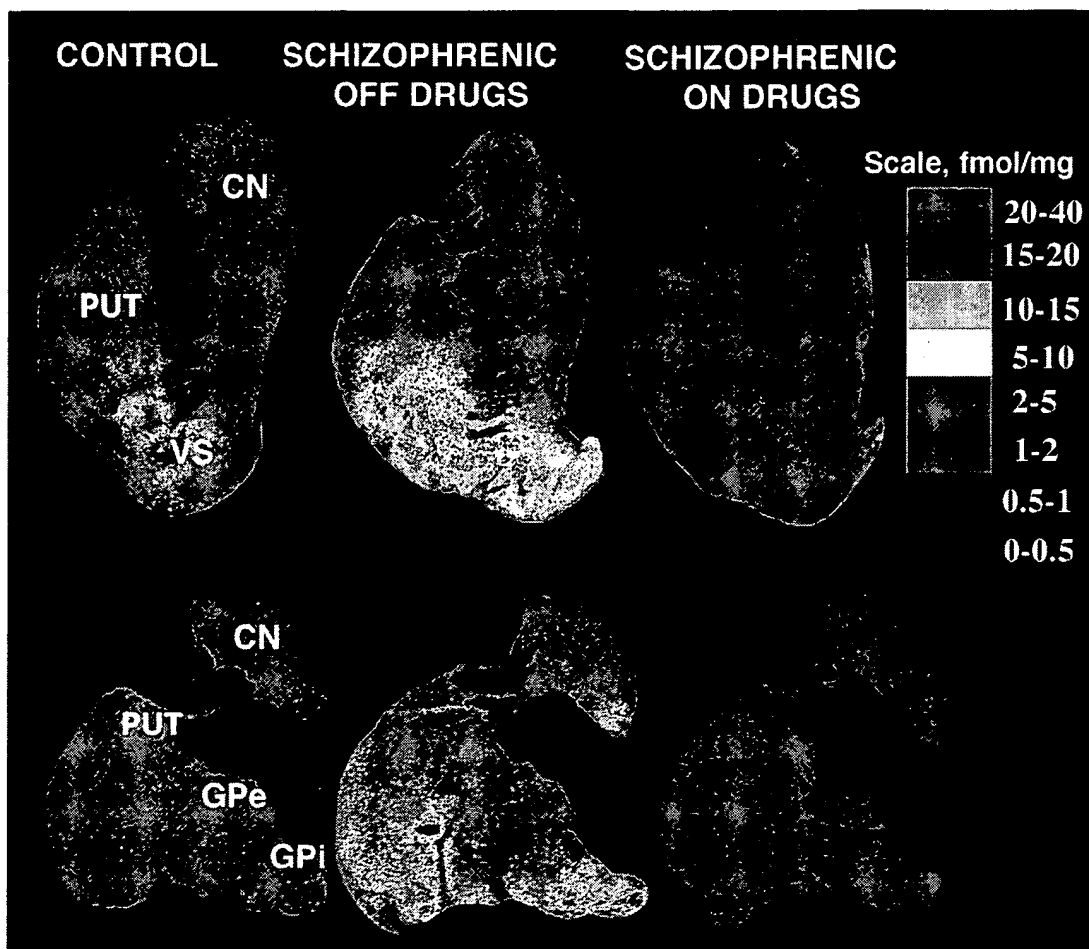 CONTROL
SCHIZOPHRENIC
OFF DRUGS
SCHIZOPHRENIC
ON DRUGS
CN
PUT
VS
Scale, fmol/mg
20-40
15-20
10-15
5-10
2-5
1-2
0.5-1
0-0.5
CN
PUT
GPe
GPi